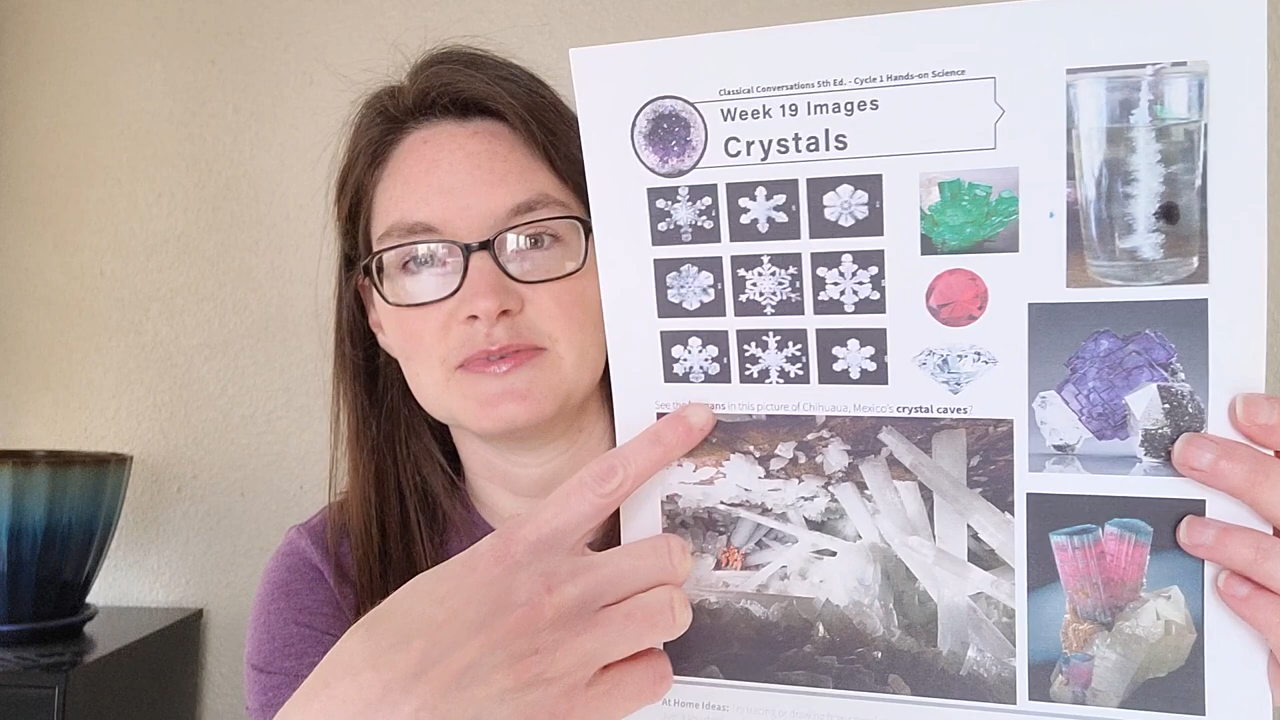 Classical Conversations 5th Ed. - Cycle 1 Hands-on Science
Week 19 Images
Crystals
See the humans in this picture of Chihuaua, Mexico's crystal caves?
At Home Ideas: